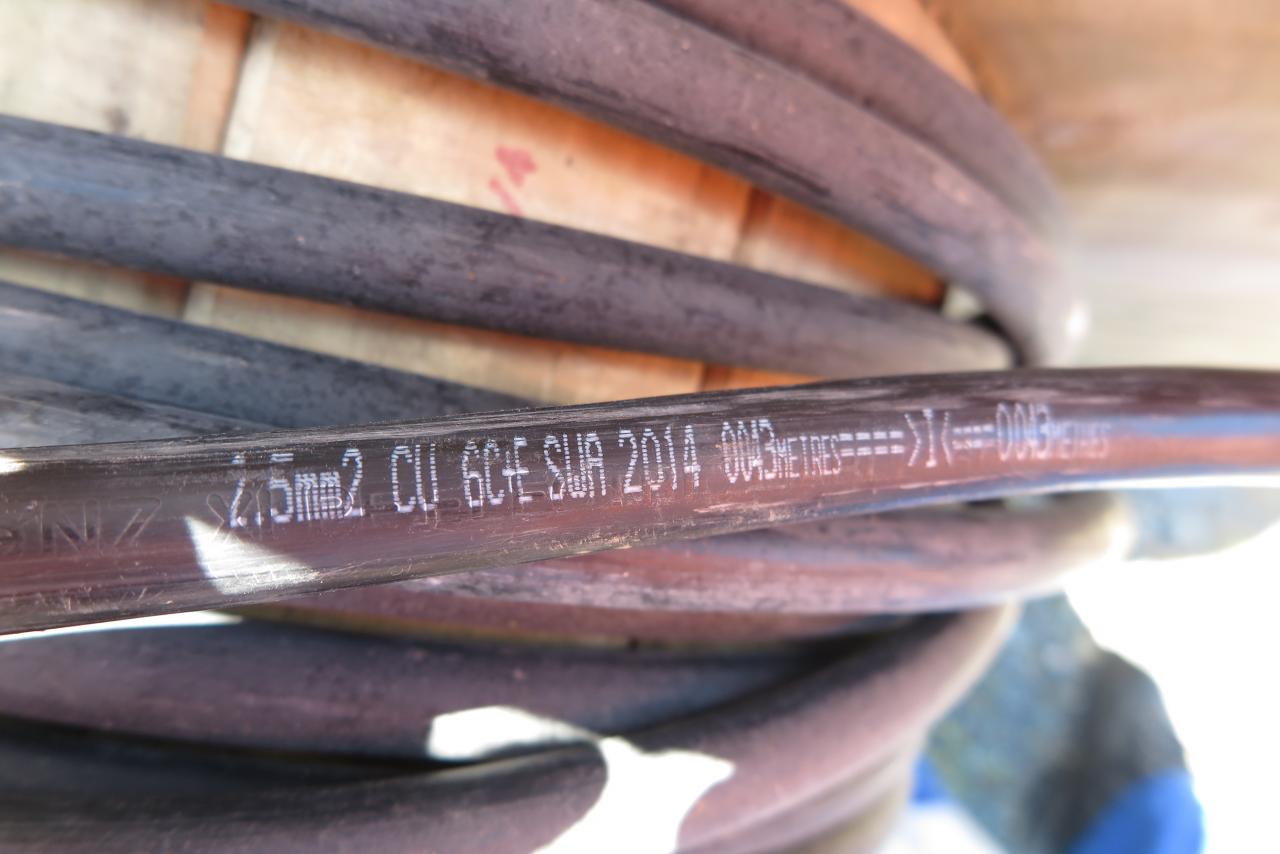 2.5mm2 CU 6C+E SWA 2014 0043METRES====>I<====0043METRES